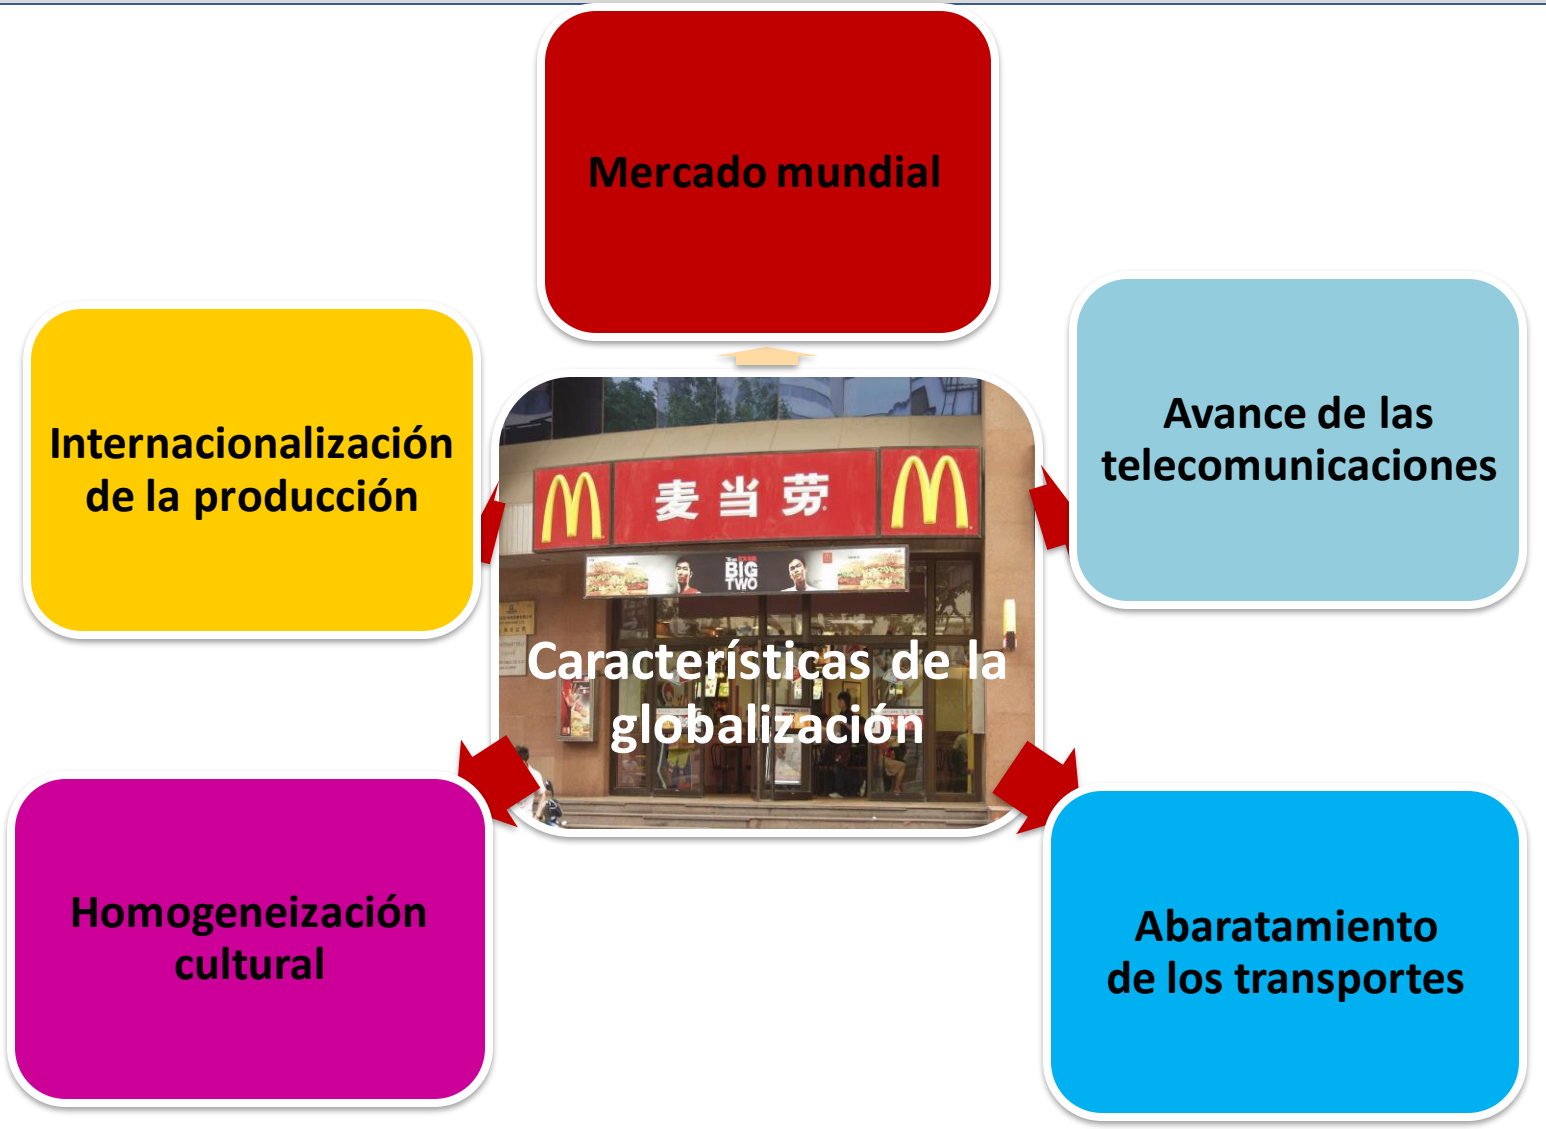 Mercado mundial
Internacionalización
de la producción
Avance de las
telecomunicaciones
麦当劳
BIG
TWO
Características de la
globalización
Homogeneización
cultural
Abaratamiento
de los transportes